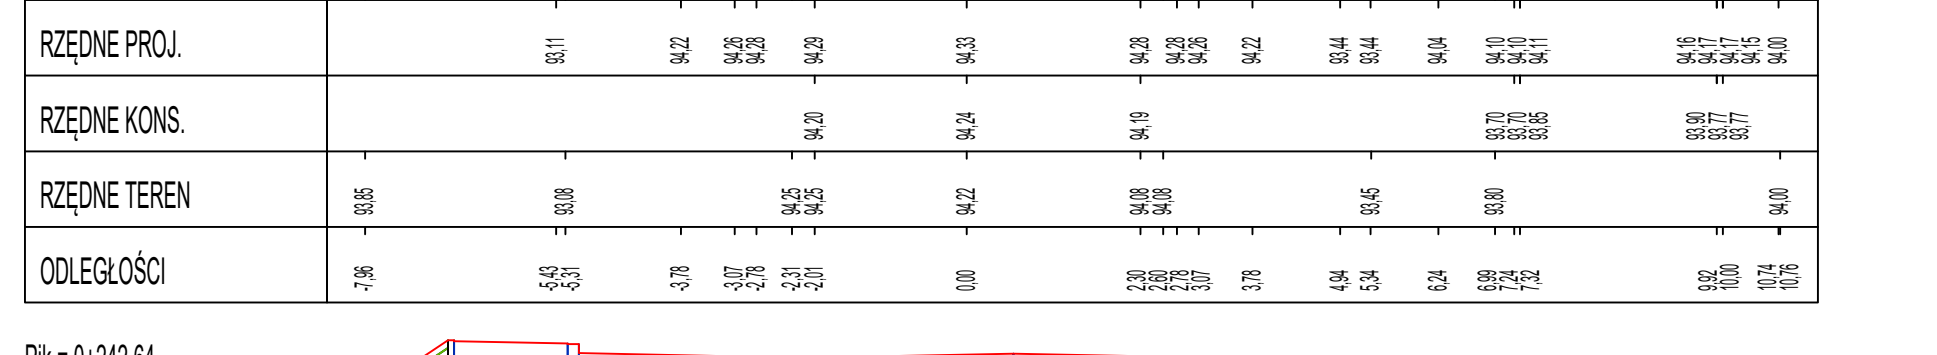 RZĘDNE PROJ. 93,11 94,22 94,26 94,28 94,29 94,33 94,28 94,28 94,26 94,22 93,44 93,44 94,04 94,10 94,10 94,11 94,16 94,17 94,17 94,15 94,00
RZĘDNE KONS. 94,20 94,24 94,19 93,70 93,70 93,85 93,90 93,77 93,77
RZĘDNE TEREN 93,85 93,08 94,25 94,25 94,22 94,08 94,08 93,45 93,80 94,00
ODLEGŁOŚCI -7,96 -5,43 -5,31 -3,78 -3,07 -2,78 -2,31 -2,01 0,00 2,30 2,60 2,78 3,07 3,78 4,94 5,34 6,24 6,99 7,24 7,32 9,92 10,00 10,74 10,76